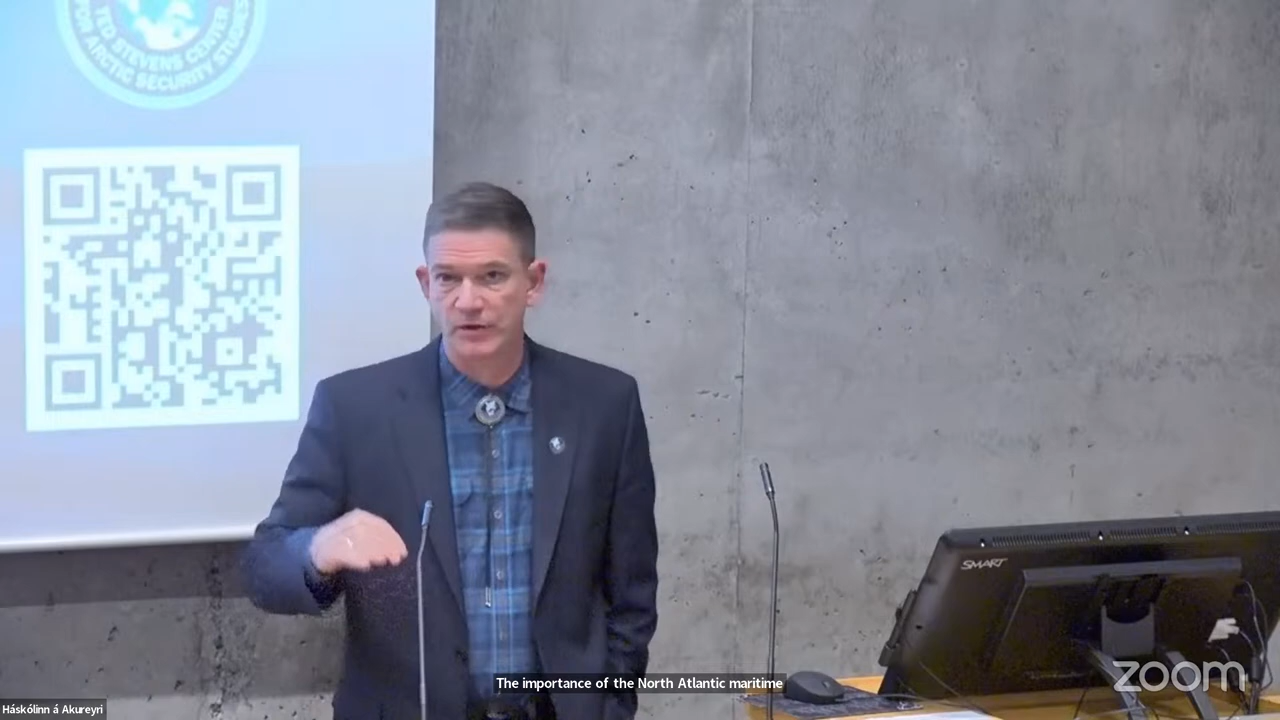 TED STEVENS CENTER
FOR ARCTIC SECURITY STUDIES
SMART
The importance of the North Atlantic maritime
zoom
Háskólinn á Akureyri